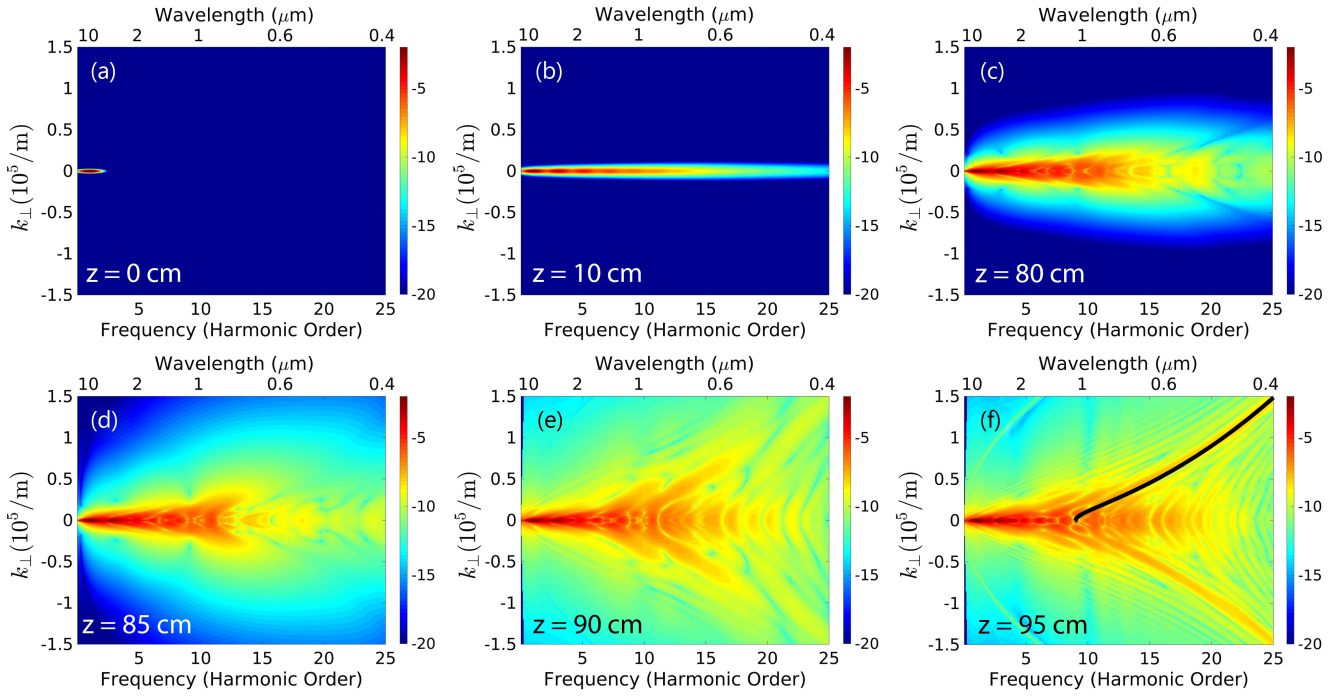 Wavelength (μm)
10 2 1 0.6 0.4
1.5
1
0.5
0
-0.5
-1
-1.5
k⊥(10⁵/m)
(a)
z = 0 cm
5 10 15 20 25
Frequency (Harmonic Order)
-5
-10
-15
-20
Wavelength (μm)
10 2 1 0.6 0.4
1.5
1
0.5
0
-0.5
-1
-1.5
k⊥(10⁵/m)
(b)
z = 10 cm
5 10 15 20 25
Frequency (Harmonic Order)
-5
-10
-15
-20
Wavelength (μm)
10 2 1 0.6 0.4
1.5
1
0.5
0
-0.5
-1
-1.5
k⊥(10⁵/m)
(c)
z = 80 cm
5 10 15 20 25
Frequency (Harmonic Order)
-5
-10
-15
-20
Wavelength (μm)
10 2 1 0.6 0.4
1.5
1
0.5
0
-0.5
-1
-1.5
k⊥(10⁵/m)
(d)
z = 85 cm
5 10 15 20 25
Frequency (Harmonic Order)
-5
-10
-15
-20
Wavelength (μm)
10 2 1 0.6 0.4
1.5
1
0.5
0
-0.5
-1
-1.5
k⊥(10⁵/m)
(e)
z = 90 cm
5 10 15 20 25
Frequency (Harmonic Order)
-5
-10
-15
-20
Wavelength (μm)
10 2 1 0.6 0.4
1.5
1
0.5
0
-0.5
-1
-1.5
k⊥(10⁵/m)
(f)
z = 95 cm
5 10 15 20 25
Frequency (Harmonic Order)
-5
-10
-15
-20